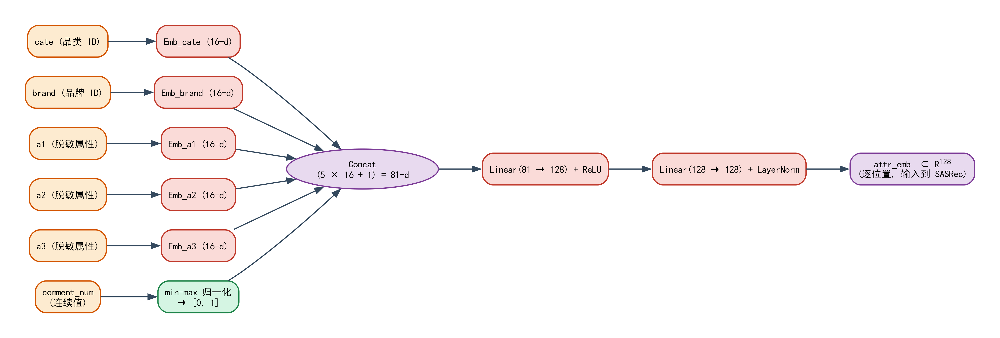 cate (品类 ID)
Emb_cate (16-d)
brand (品牌 ID)
Emb_brand (16-d)
a1 (脱敏属性)
Emb_a1 (16-d)
a2 (脱敏属性)
Emb_a2 (16-d)
a3 (脱敏属性)
Emb_a3 (16-d)
comment_num
(连续值)
min-max 归一化
→ [0, 1]
Concat
(5 × 16 + 1) = 81-d
Linear(81 → 128) + ReLU
Linear(128 → 128) + LayerNorm
attr_emb ∈ R¹²⁸
(逐位置, 输入到 SASRec)